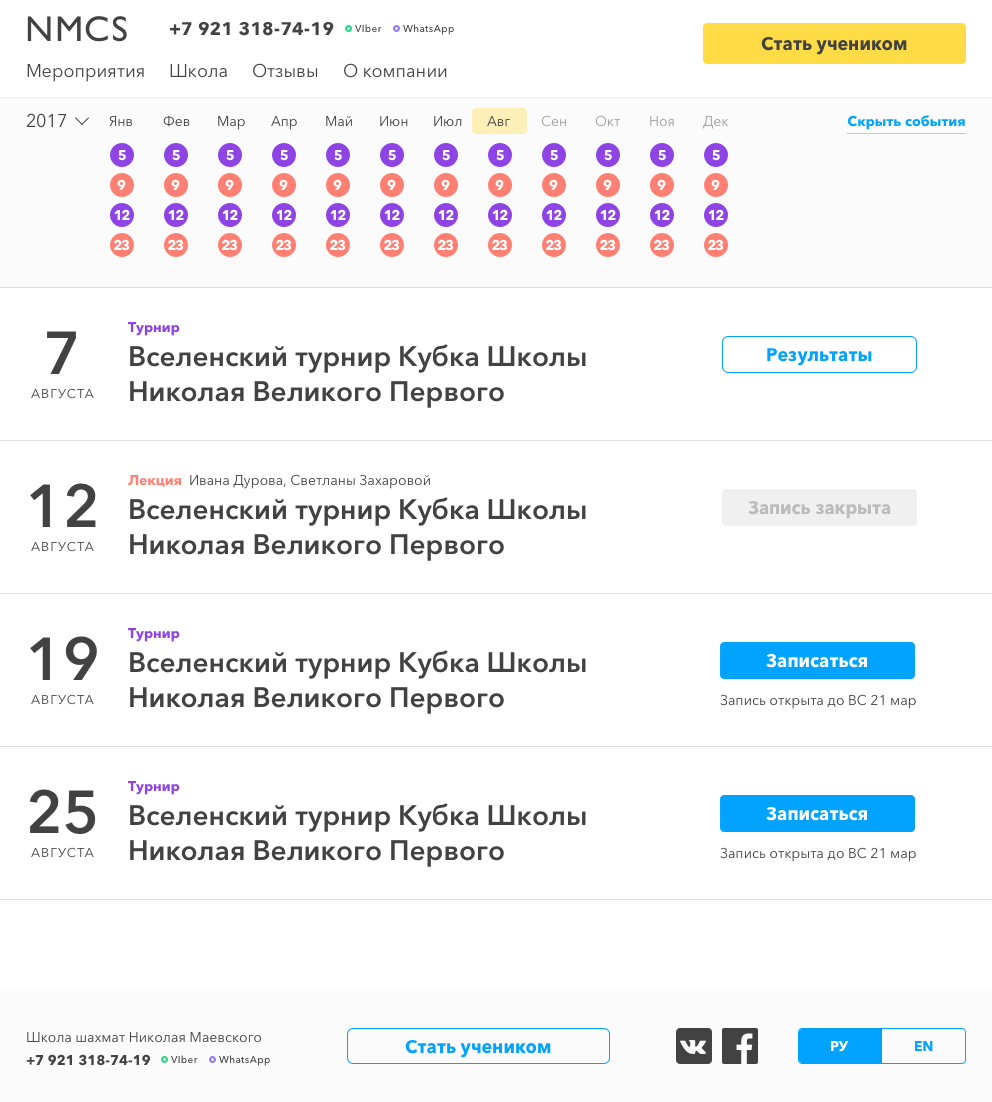 NMCS
+7 921 318-74-19 VIber WhatsApp
Стать учеником
Мероприятия Школа Отзывы О компании
2017 Янв Фев Мар Апр Май Июн Июл Авг Сен Окт Ноя Дек Скрыть события
5 5 5 5 5 5 5 5 5 5 5 5
9 9 9 9 9 9 9 9 9 9 9 9
12 12 12 12 12 12 12 12 12 12 12 12
23 23 23 23 23 23 23 23 23 23 23 23
7
АВГУСТА
Турнир
Вселенский турнир Кубка Школы
Николая Великого Первого
Результаты
12
АВГУСТА
Лекция Ивана Дурова, Светланы Захаровой
Вселенский турнир Кубка Школы
Николая Великого Первого
Запись закрыта
19
АВГУСТА
Турнир
Вселенский турнир Кубка Школы
Николая Великого Первого
Записаться
Запись открыта до ВС 21 мар
25
АВГУСТА
Турнир
Вселенский турнир Кубка Школы
Николая Великого Первого
Записаться
Запись открыта до ВС 21 мар
Школа шахмат Николая Маевского
+7 921 318-74-19 VIber WhatsApp
Стать учеником
РУ EN